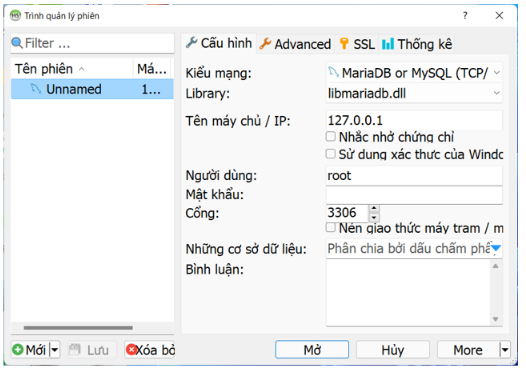 Trình quản lý phiên
Filter ...
Cấu hình Advanced SSL Thống kê
Tên phiên Má...
Unnamed 1...
Kiểu mạng: MariaDB or MySQL (TCP/
Library: libmariadb.dll
Tên máy chủ / IP: 127.0.0.1
Nhắc nhở chứng chỉ
Sử dụng xác thực của Windo
Người dùng: root
Mật khẩu:
Cổng: 3306
Nén giao thức máy trạm / m
Những cơ sở dữ liệu: Phân chia bởi dấu chấm phẩy
Bình luận:
Mới Lưu Xóa bỏ Mở Hủy More